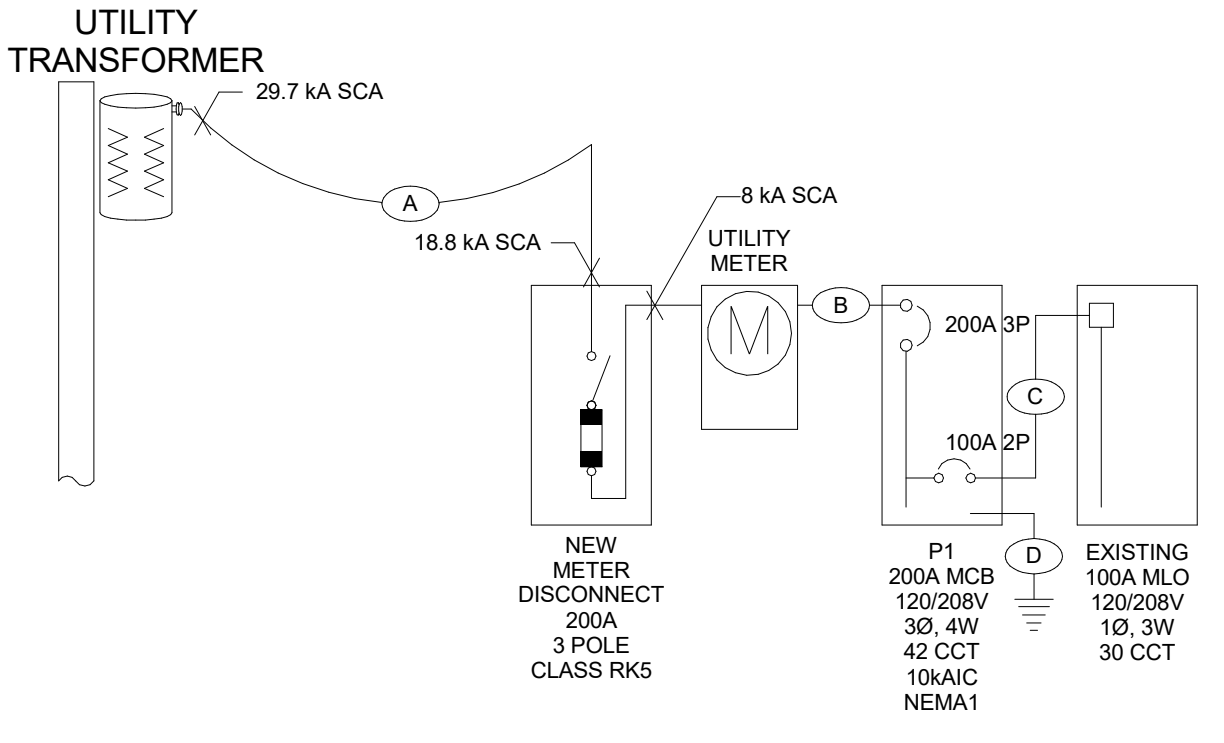 UTILITY
TRANSFORMER
29.7 kA SCA
A
18.8 kA SCA
8 kA SCA
UTILITY
METER
M
B
200A 3P
C
100A 2P
D
NEW
METER
DISCONNECT
200A
3 POLE
CLASS RK5
P1
200A MCB
120/208V
3Ø, 4W
42 CCT
10kAIC
NEMA1
EXISTING
100A MLO
120/208V
1Ø, 3W
30 CCT